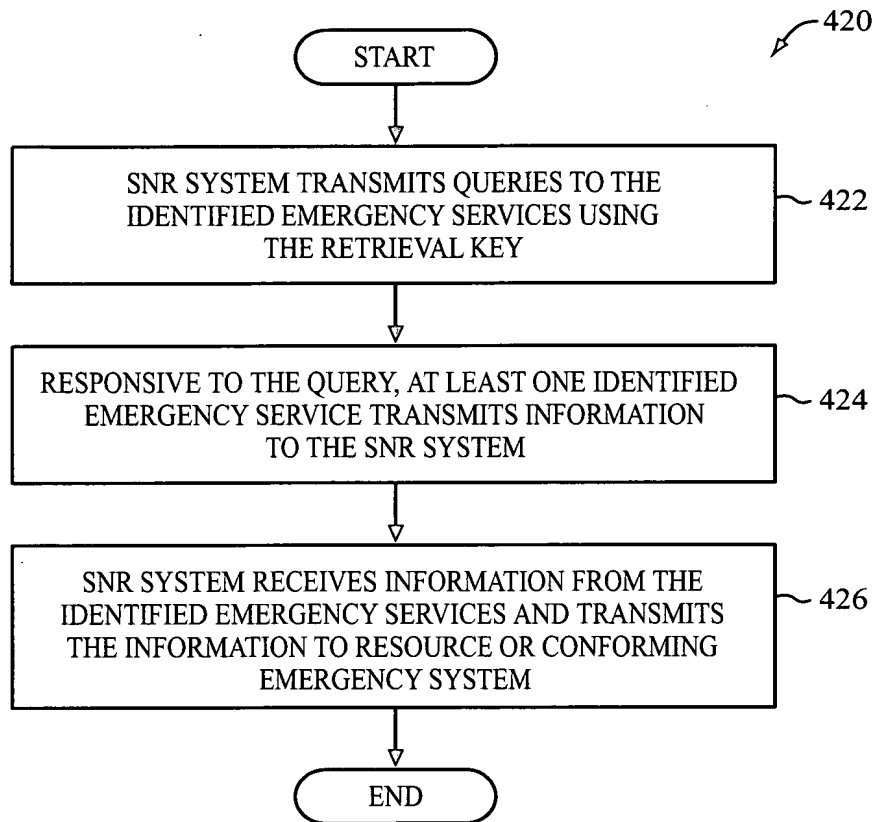 420
START
SNR SYSTEM TRANSMITS QUERIES TO THE
IDENTIFIED EMERGENCY SERVICES USING
THE RETRIEVAL KEY
422
RESPONSIVE TO THE QUERY, AT LEAST ONE IDENTIFIED
EMERGENCY SERVICE TRANSMITS INFORMATION
TO THE SNR SYSTEM
424
SNR SYSTEM RECEIVES INFORMATION FROM THE
IDENTIFIED EMERGENCY SERVICES AND TRANSMITS
THE INFORMATION TO RESOURCE OR CONFORMING
EMERGENCY SYSTEM
426
END